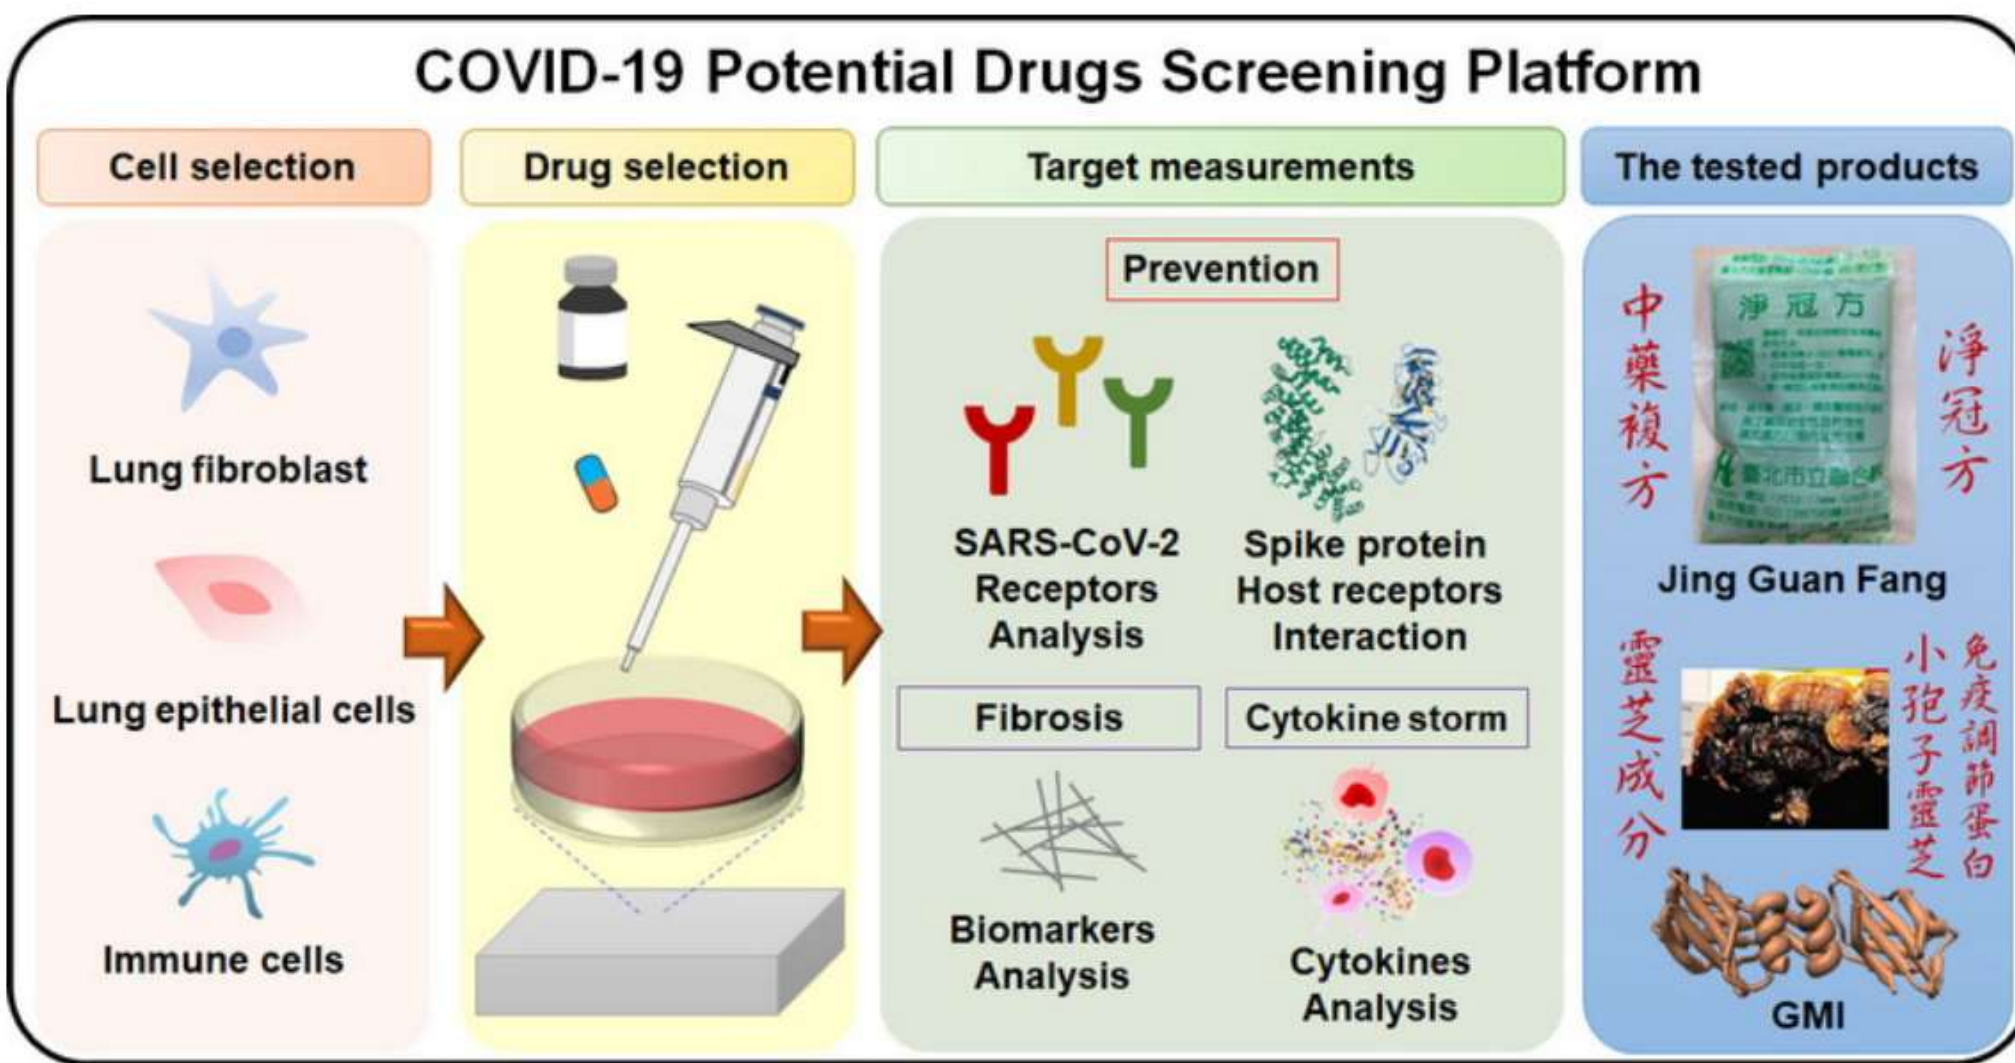 COVID-19 Potential Drugs Screening Platform
Cell selection
Lung fibroblast
Lung epithelial cells
Immune cells
Drug selection
Target measurements
Prevention
SARS-CoV-2
Receptors
Analysis
Spike protein
Host receptors
Interaction
Fibrosis
Biomarkers
Analysis
Cytokine storm
Cytokines
Analysis
The tested products
中藥複方
淨冠方
淨冠方
臺北市立聯合
Jing Guan Fang
靈芝成分
小孢子靈芝
免疫調節蛋白
GMI